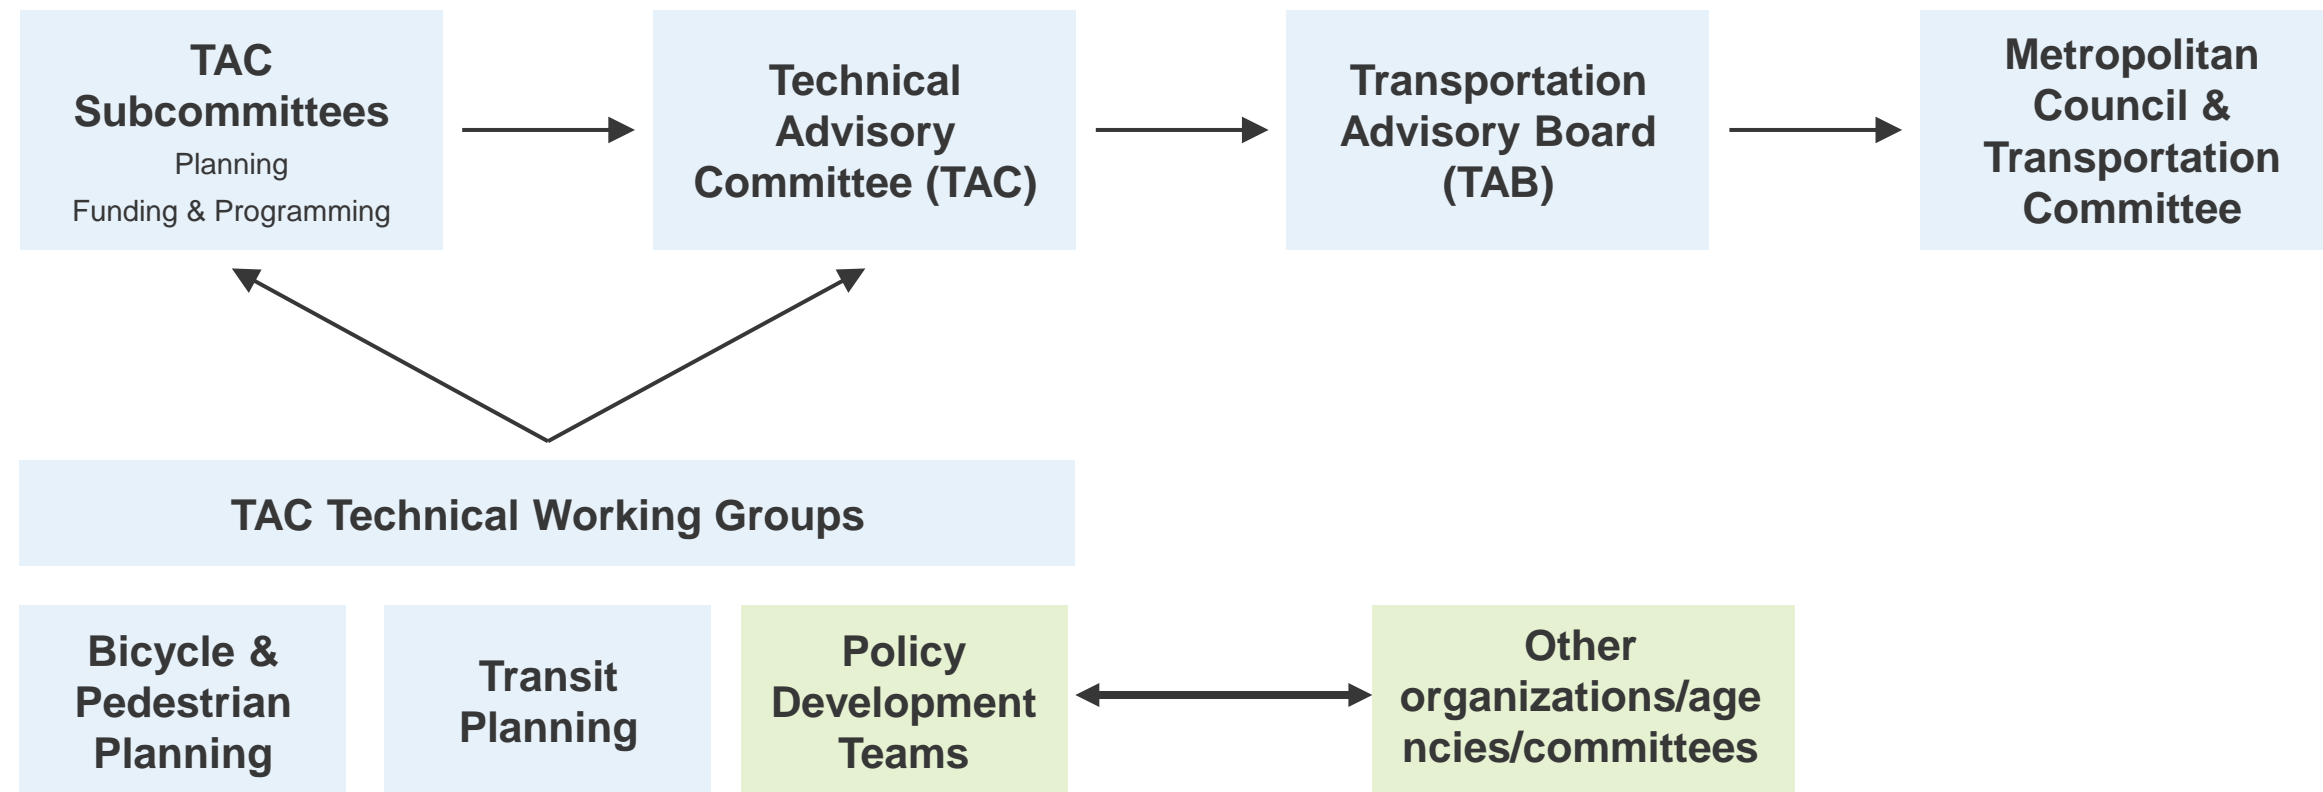 TAC
Subcommittees
Planning
Funding & Programming
Technical
Advisory
Committee (TAC)
Transportation
Advisory Board
(TAB)
Metropolitan
Council &
Transportation
Committee
TAC Technical Working Groups
Bicycle &
Pedestrian
Planning
Transit
Planning
Policy
Development
Teams
Other
organizations/age
ncies/committees